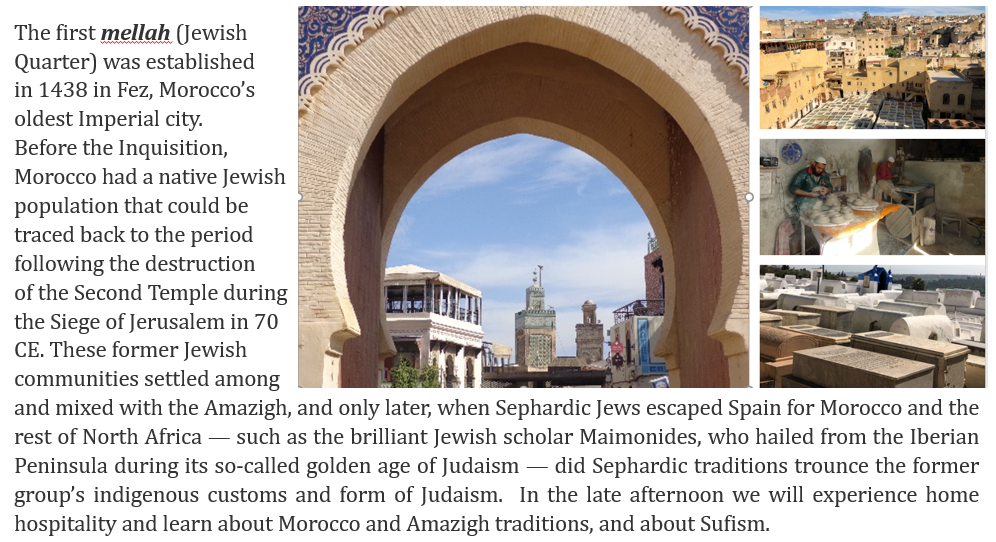 The first mellah (Jewish
Quarter) was established
in 1438 in Fez, Morocco’s
oldest Imperial city.
Before the Inquisition,
Morocco had a native Jewish
population that could be
traced back to the period
following the destruction
of the Second Temple during
the Siege of Jerusalem in 70
CE. These former Jewish
communities settled among
and mixed with the Amazigh, and only later, when Sephardic Jews escaped Spain for Morocco and the
rest of North Africa — such as the brilliant Jewish scholar Maimonides, who hailed from the Iberian
Peninsula during its so-called golden age of Judaism — did Sephardic traditions trounce the former
group’s indigenous customs and form of Judaism.  In the late afternoon we will experience home
hospitality and learn about Morocco and Amazigh traditions, and about Sufism.